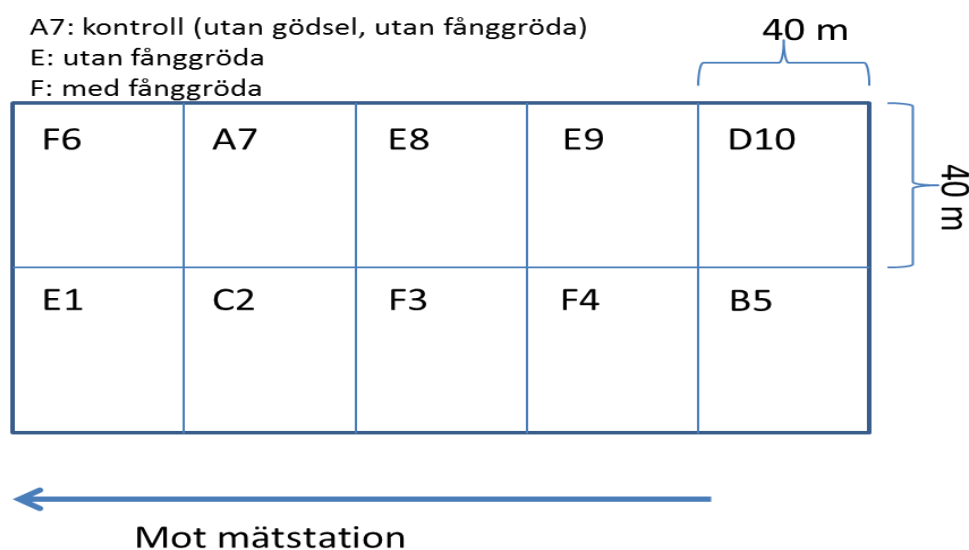 A7: kontroll (utan gödsel, utan fånggröda)
E: utan fånggröda
F: med fånggröda
40 m
F6 A7 E8 E9 D10
40 m
E1 C2 F3 F4 B5
Mot mätstation